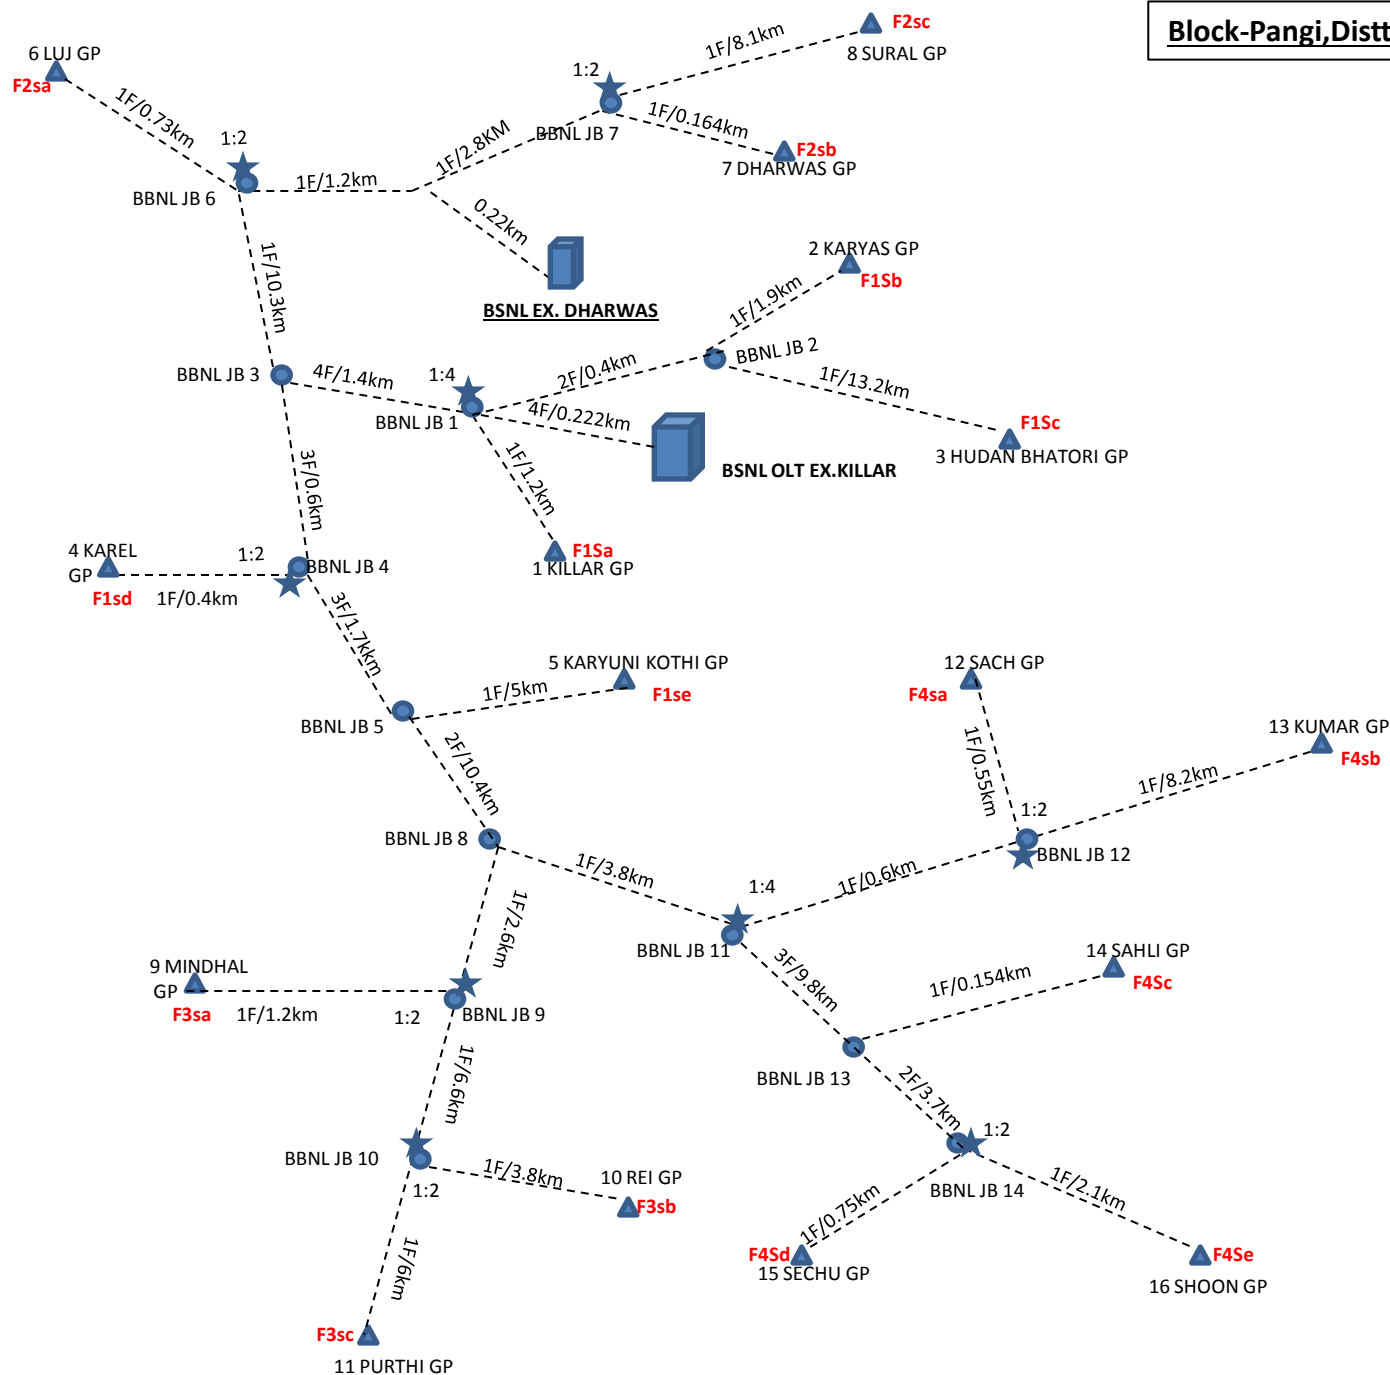 Block-Pangi,Distt
F2sc
1F/8.1km
8 SURAL GP
6 LUJ GP
F2sa
1:2
1F/0.73km
1F/0.164km
BBNL JB 7
1F/2.8KM
F2sb
7 DHARWAS GP
1:2
1F/1.2km
BBNL JB 6
0.22km
2 KARYAS GP
F1Sb
1F/10.3km
BSNL EX. DHARWAS
1F/1.9km
BBNL JB 2
BBNL JB 3
4F/1.4km
1:4
2F/0.4km
1F/13.2km
BBNL JB 1
4F/0.222km
F1Sc
3 HUDAN BHATORI GP
BSNL OLT EX.KILLAR
1F/1.2km
3F/0.6km
F1Sa
1 KILLAR GP
4 KAREL
GP
1:2
BBNL JB 4
F1sd
1F/0.4km
3F/1.7kkm
5 KARYUNI KOTHI GP
1F/5km
F1se
12 SACH GP
F4sa
BBNL JB 5
13 KUMAR GP
F4sb
2F/10.4km
1F/0.55km
1F/8.2km
1:2
BBNL JB 8
BBNL JB 12
1F/3.8km
1:4
1F/0.6km
1F/2.6km
BBNL JB 11
3F/9.8km
14 SAHLI GP
F4Sc
1F/0.154km
9 MINDHAL
GP
F3sa
1F/1.2km
1:2
BBNL JB 9
1F/6.6km
BBNL JB 13
2F/3.7km
1:2
BBNL JB 10
1:2
1F/3.8km
10 REI GP
F3sb
BBNL JB 14
1F/0.75km
1F/2.1km
F4Sd
15 SECHU GP
F4Se
16 SHOON GP
1F/6km
F3sc
11 PURTHI GP